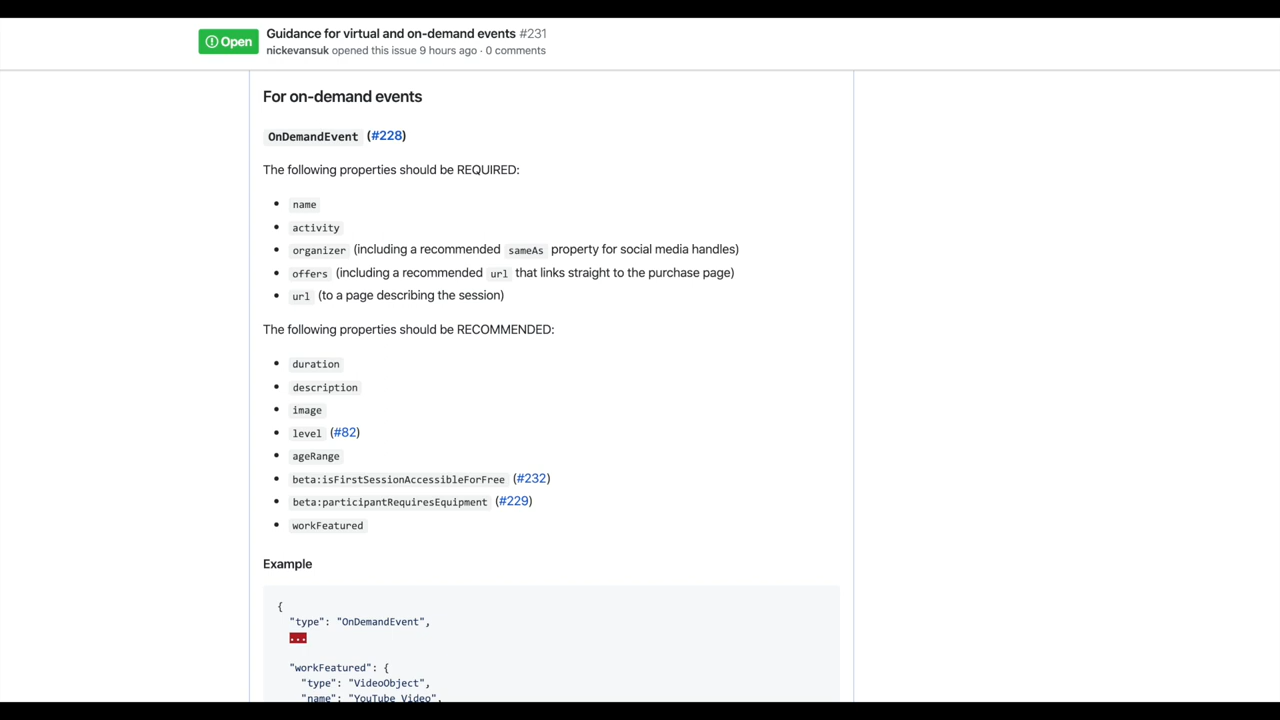 Open
Guidance for virtual and on-demand events #231
nickevansuk opened this issue 9 hours ago · 0 comments
For on-demand events
OnDemandEvent (#228)
The following properties should be REQUIRED:
• name
• activity
• organizer (including a recommended sameAs property for social media handles)
• offers (including a recommended url that links straight to the purchase page)
• url (to a page describing the session)
The following properties should be RECOMMENDED:
• duration
• description
• image
• level (#82)
• ageRange
• beta:isFirstSessionAccessibleForFree (#232)
• beta:participantRequiresEquipment (#229)
• workFeatured
Example
{
"type": "OnDemandEvent",
...
"workFeatured": {
"type": "VideoObject",
"name": "YouTube Video",